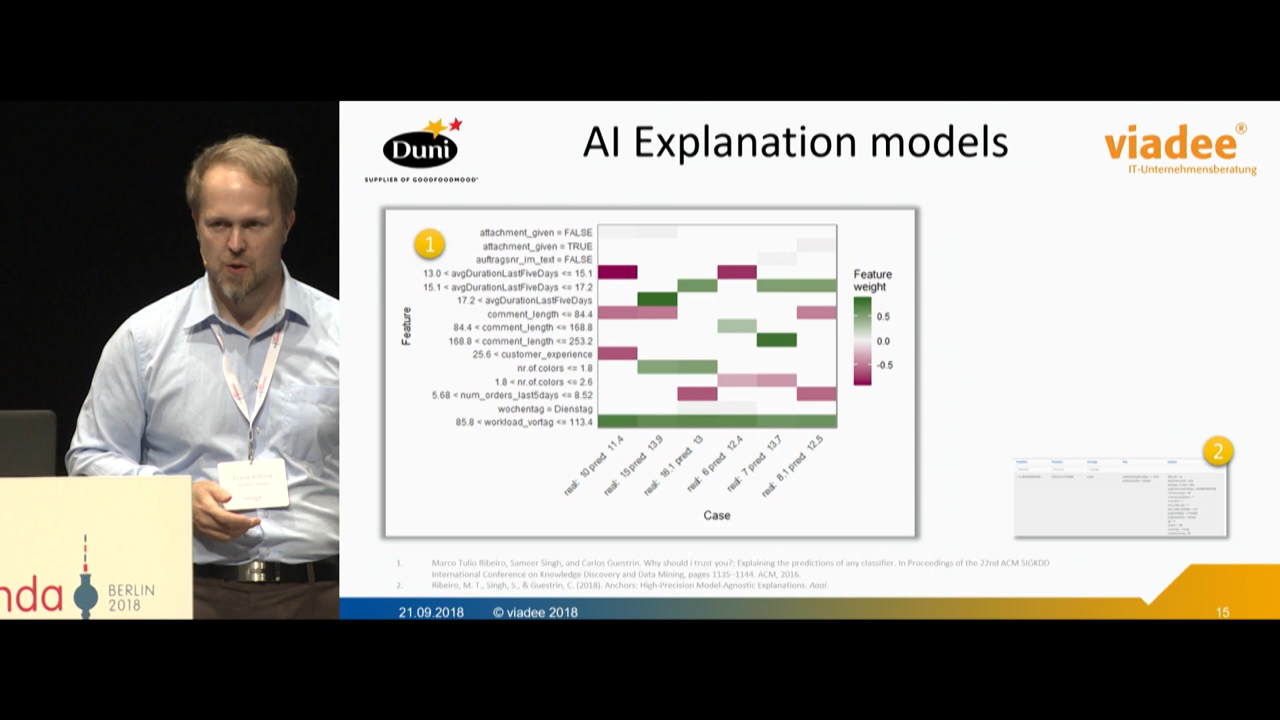 Duni
SUPPLIER OF GOODFOODMOOD®
AI Explanation models
viadee®
IT-Unternehmensberatung
1
attachment_given = FALSE
attachment_given = TRUE
auftragsnr_im_text = FALSE
13.0 < avgDurationLastFiveDays <= 15.1
15.1 < avgDurationLastFiveDays <= 17.2
17.2 < avgDurationLastFiveDays
comment_length <= 84.4
84.4 < comment_length <= 168.8
168.8 < comment_length <= 253.2
25.6 < customer_experience
nr.of.colors <= 1.8
1.8 < nr.of.colors <= 2.6
5.68 < num_orders_last5days <= 8.52
wochentag = Dienstag
85.8 < workload_vortag <= 113.4
Feature
real: 10 pred: 11.4
real: 15 pred: 13.9
real: 16.1 pred: 13
real: 6 pred: 12.4
real: 7 pred: 13.7
real: 8.1 pred: 12.5
Case
Feature
weight
0.5
0.0
-0.5
2
1. Marco Tulio Ribeiro, Sameer Singh, and Carlos Guestrin. Why should i trust you?: Explaining the predictions of any classifier. In Proceedings of the 22nd ACM SIGKDD
International Conference on Knowledge Discovery and Data Mining, pages 1135–1144. ACM, 2016.
2. Ribeiro, M. T., Singh, S., & Guestrin, C. (2018). Anchors: High-Precision Model-Agnostic Explanations. Aaai.
21.09.2018 © viadee 2018 15
nda
BERLIN
2018